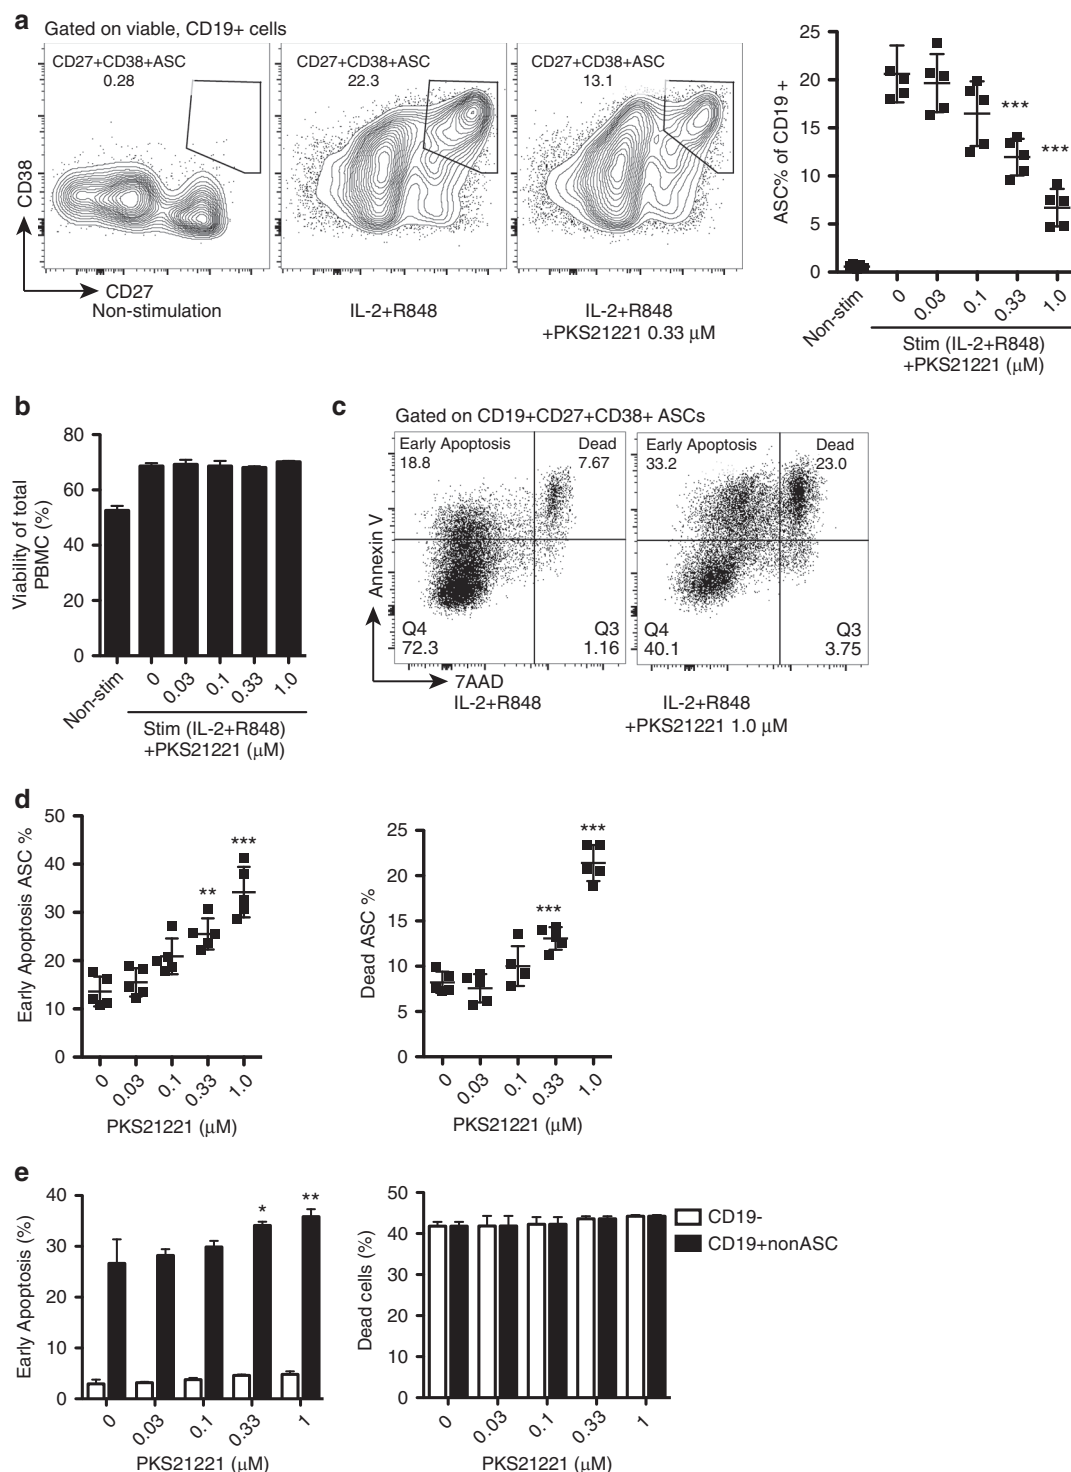 a
Gated on viable, CD19+ cells
CD27+CD38+ASC
0.28
CD27+CD38+ASC
22.3
CD27+CD38+ASC
13.1
CD38
CD27
Non-stimulation
IL-2+R848
IL-2+R848
+PKS21221 0.33 μM
ASC% of CD19 +
25
20
15
10
5
0
***
***
Non-stim
0
0.03
0.1
0.33
1.0
Stim (IL-2+R848)
+PKS21221 (μM)
b
Viability of total
PBMC (%)
80
60
40
20
0
Non-stim
0
0.03
0.1
0.33
1.0
Stim (IL-2+R848)
+PKS21221 (μM)
c
Gated on CD19+CD27+CD38+ ASCs
Early Apoptosis
18.8
Dead
7.67
Q4
72.3
Q3
1.16
Early Apoptosis
33.2
Dead
23.0
Q4
40.1
Q3
3.75
Annexin V
7AAD
IL-2+R848
IL-2+R848
+PKS21221 1.0 μM
d
Early Apoptosis ASC %
50
40
30
20
10
0
**
***
0
0.03
0.1
0.33
1.0
PKS21221 (μM)
Dead ASC %
25
20
15
10
5
0
***
***
0
0.03
0.1
0.33
1.0
PKS21221 (μM)
e
Early Apoptosis (%)
40
30
20
10
0
*
**
0
0.03
0.1
0.33
1
PKS21221 (μM)
Dead cells (%)
50
40
30
20
10
0
0
0.03
0.1
0.33
1
PKS21221 (μM)
CD19-
CD19+nonASC